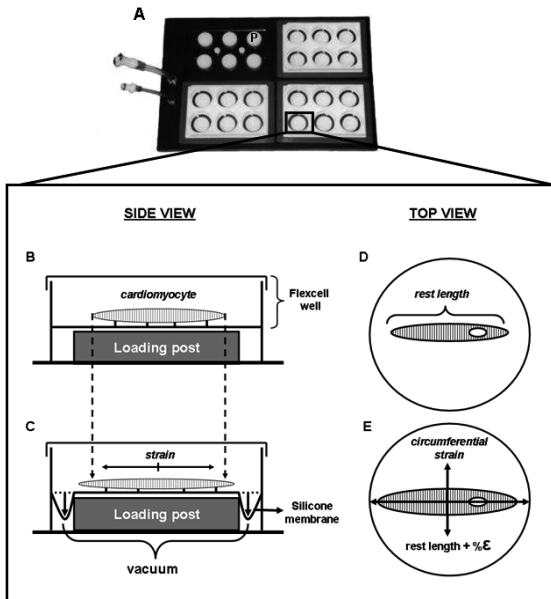 A
P
SIDE VIEW
TOP VIEW
B
cardiomyocyte
Flexcell
well
Loading post
D
rest length
C
strain
Loading post
Silicone
membrane
vacuum
E
circumferential
strain
rest length + %ε